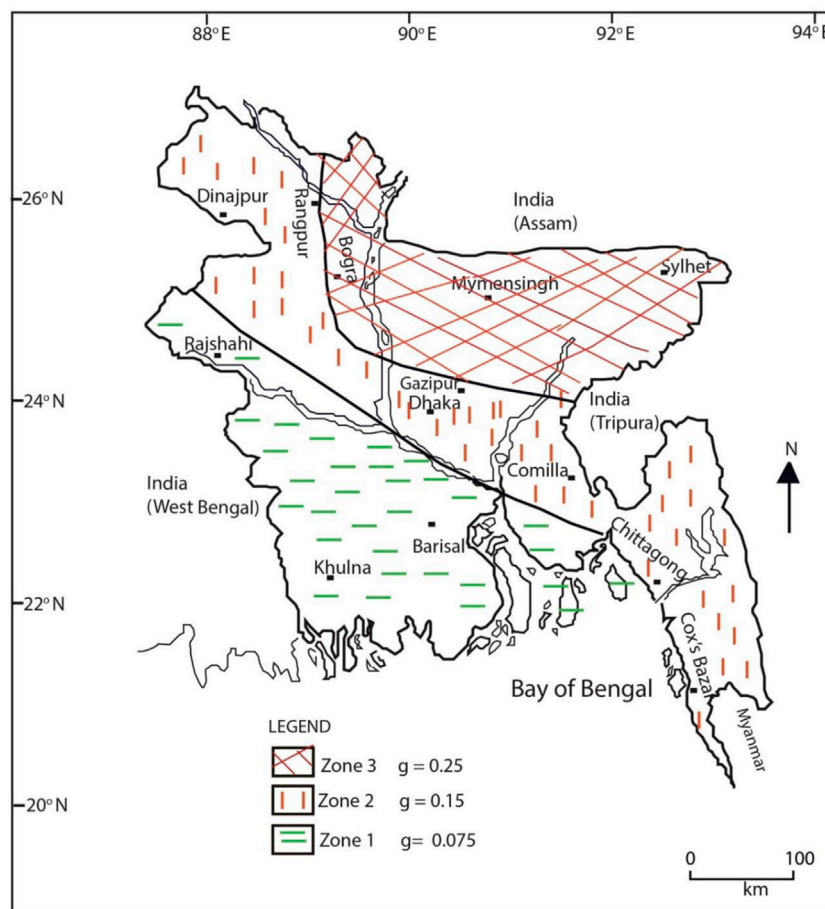 88°E 90°E 92°E 94°E
26°N
24°N
22°N
20°N
India
(Assam)
Dinajpur
Rangpur
Bogra
Mymensingh
Sylhet
Rajshahi
Gazipur
Dhaka
India
(Tripura)
India
(West Bengal)
Comilla
N
Barisal
Khulna
Chittagong
Cox's Bazal
Bay of Bengal
Myanmar
LEGEND
Zone 3 g = 0.25
Zone 2 g = 0.15
Zone 1 g= 0.075
0 100
km